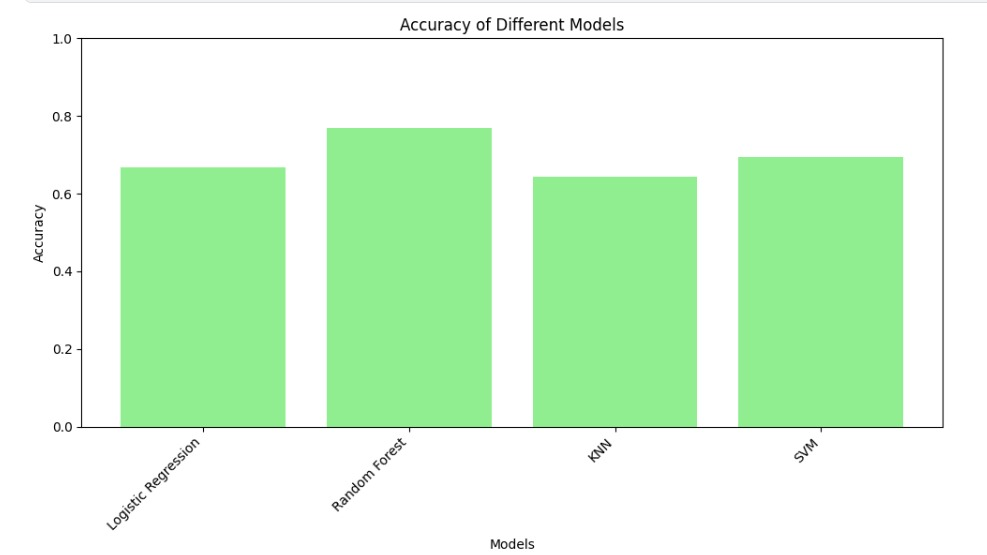 Accuracy of Different Models
1.0
0.8
0.6
0.4
0.2
0.0
Accuracy
Logistic Regression
Random Forest
KNN
SVM
Models